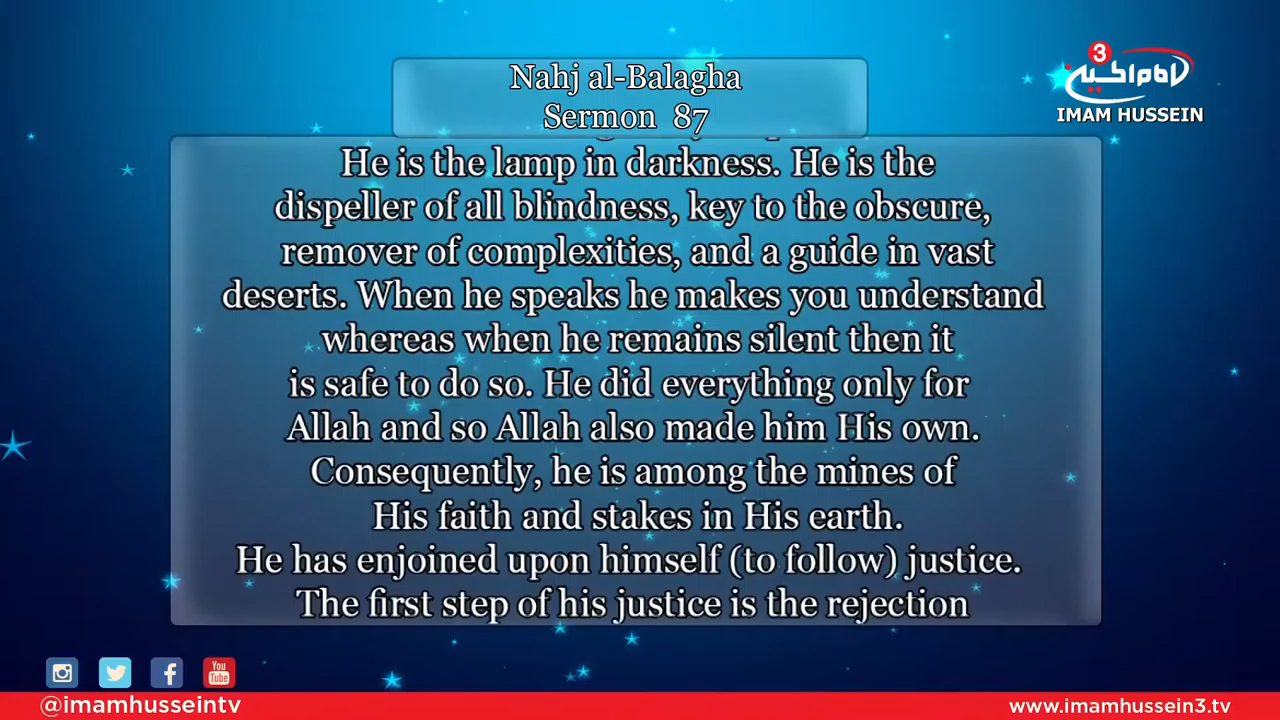 3
الإمام الحسين
IMAM HUSSEIN
Nahj al-Balagha
Sermon 87
He is the lamp in darkness. He is the
dispeller of all blindness, key to the obscure,
remover of complexities, and a guide in vast
deserts. When he speaks he makes you understand
whereas when he remains silent then it
is safe to do so. He did everything only for
Allah and so Allah also made him His own.
Consequently, he is among the mines of
His faith and stakes in His earth.
He has enjoined upon himself (to follow) justice.
The first step of his justice is the rejection
You
Tube
@imamhusseintv
www.imamhussein3.tv